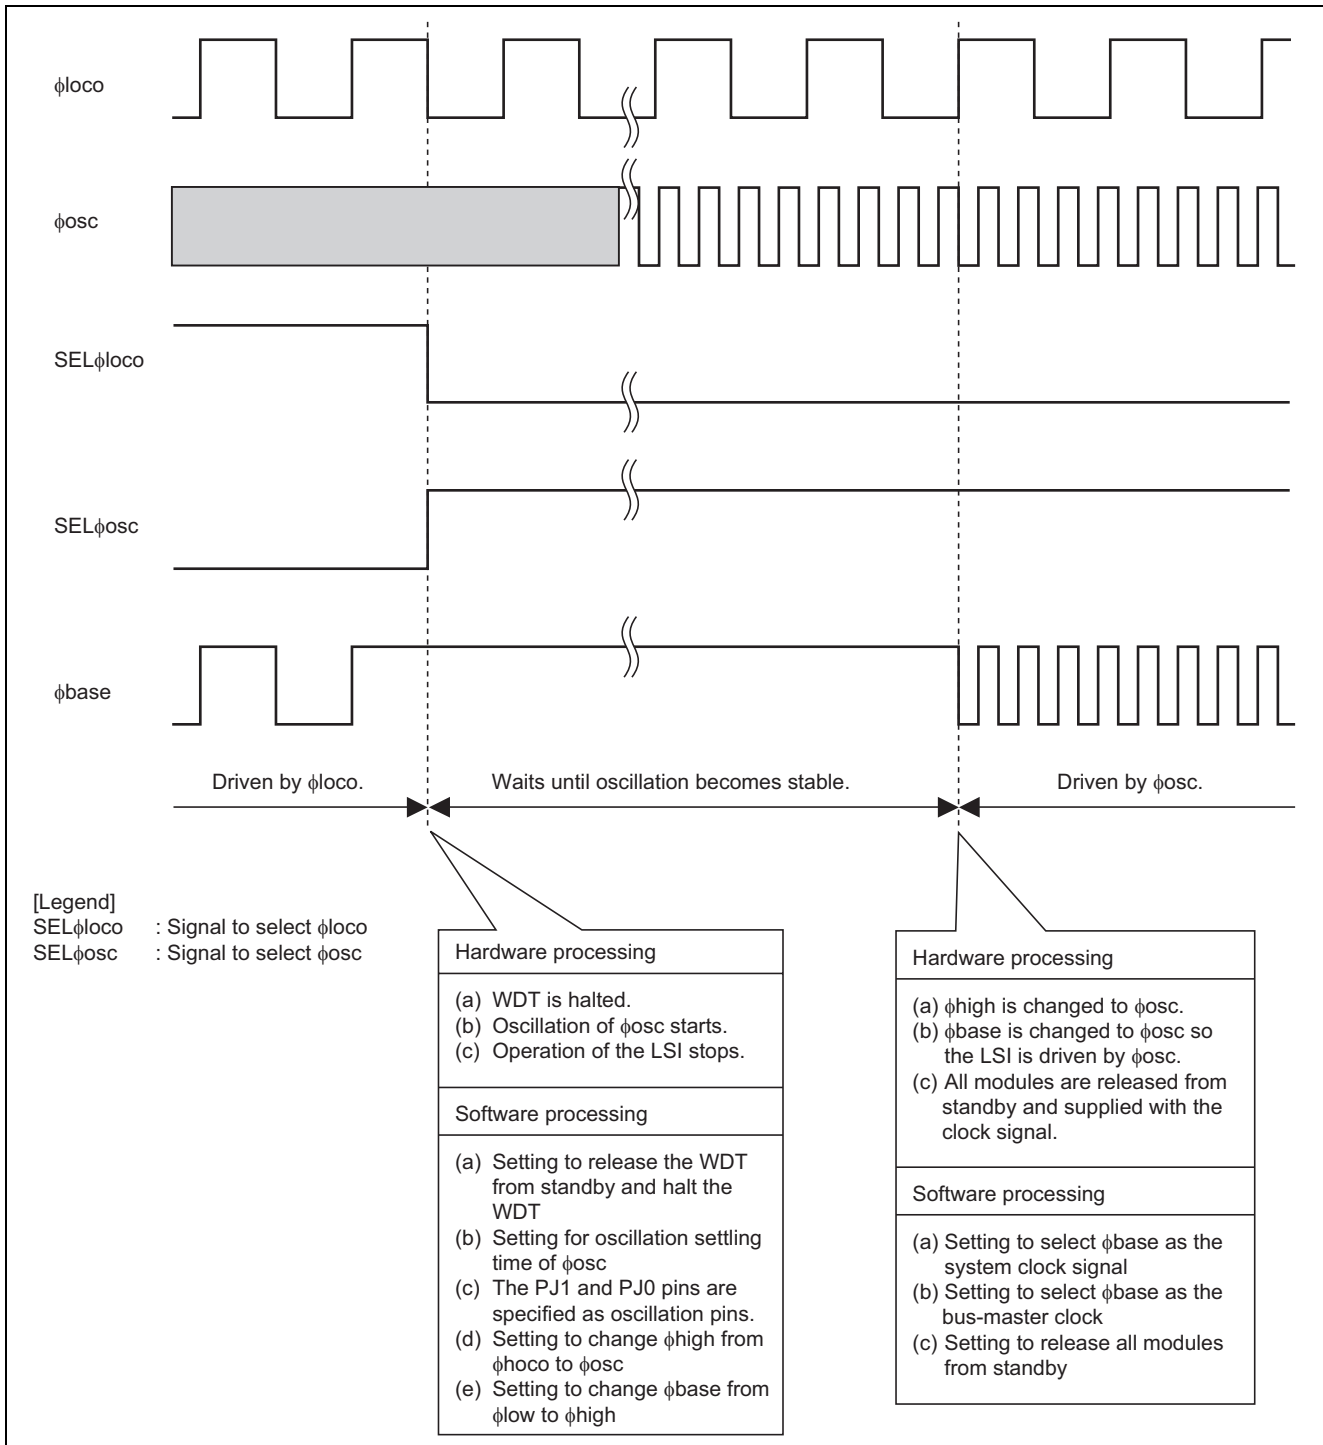 ϕloco
ϕosc
SELϕloco
SELϕosc
ϕbase
Driven by ϕloco.
Waits until oscillation becomes stable.
Driven by ϕosc.
[Legend]
SELϕloco : Signal to select ϕloco
SELϕosc : Signal to select ϕosc
Hardware processing
(a) WDT is halted.
(b) Oscillation of ϕosc starts.
(c) Operation of the LSI stops.
Software processing
(a) Setting to release the WDT
from standby and halt the
WDT
(b) Setting for oscillation settling
time of ϕosc
(c) The PJ1 and PJ0 pins are
specified as oscillation pins.
(d) Setting to change ϕhigh from
ϕhoco to ϕosc
(e) Setting to change ϕbase from
ϕlow to ϕhigh
Hardware processing
(a) ϕhigh is changed to ϕosc.
(b) ϕbase is changed to ϕosc so
the LSI is driven by ϕosc.
(c) All modules are released from
standby and supplied with the
clock signal.
Software processing
(a) Setting to select ϕbase as the
system clock signal
(b) Setting to select ϕbase as the
bus-master clock
(c) Setting to release all modules
from standby